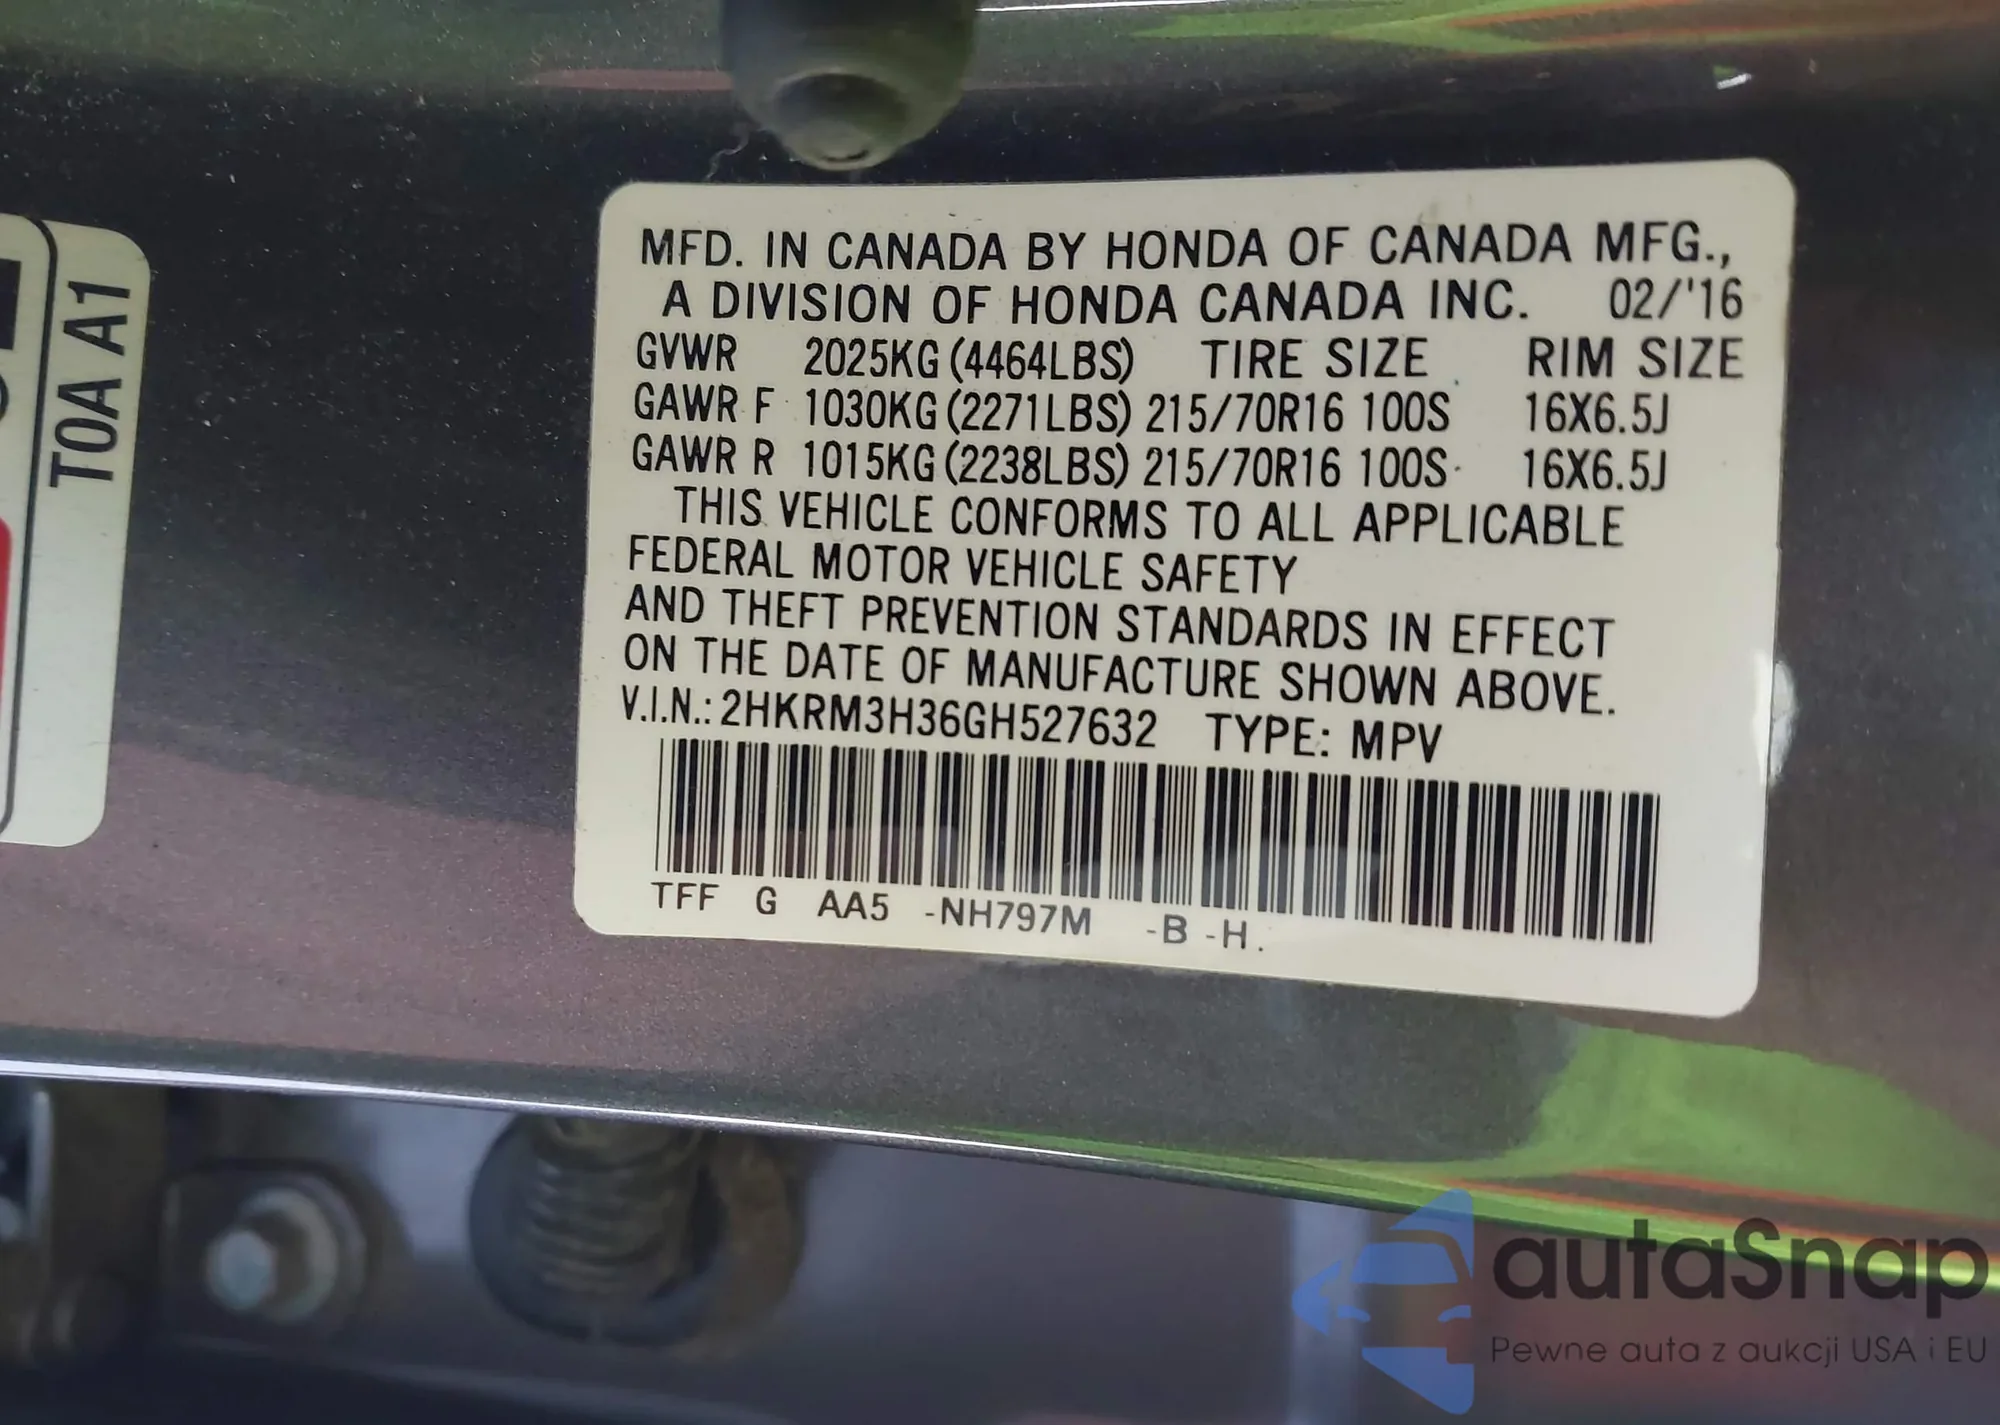 T0A A1
MFD. IN CANADA BY HONDA OF CANADA MFG.,
A DIVISION OF HONDA CANADA INC. 02/'16
GVWR 2025KG (4464LBS) TIRE SIZE RIM SIZE
GAWR F 1030KG (2271LBS) 215/70R16 100S 16X6.5J
GAWR R 1015KG (2238LBS) 215/70R16 100S 16X6.5J
THIS VEHICLE CONFORMS TO ALL APPLICABLE
FEDERAL MOTOR VEHICLE SAFETY
AND THEFT PREVENTION STANDARDS IN EFFECT
ON THE DATE OF MANUFACTURE SHOWN ABOVE.
V.I.N.: 2HKRM3H36GH527632 TYPE: MPV
TFF G AA5 -NH797M -B -H.
autaSnap
Pewne auta z aukcji USA i EU